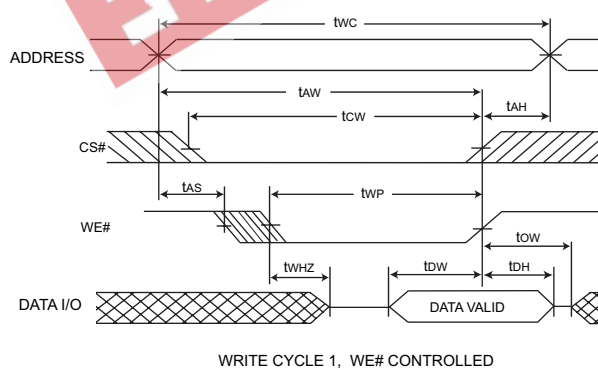 tWC
ADDRESS
tAW
tAH
tCW
CS#
tAS
tWP
WE#
tOW
tWHZ
tDW
tDH
DATA I/O
DATA VALID
WRITE CYCLE 1, WE# CONTROLLED